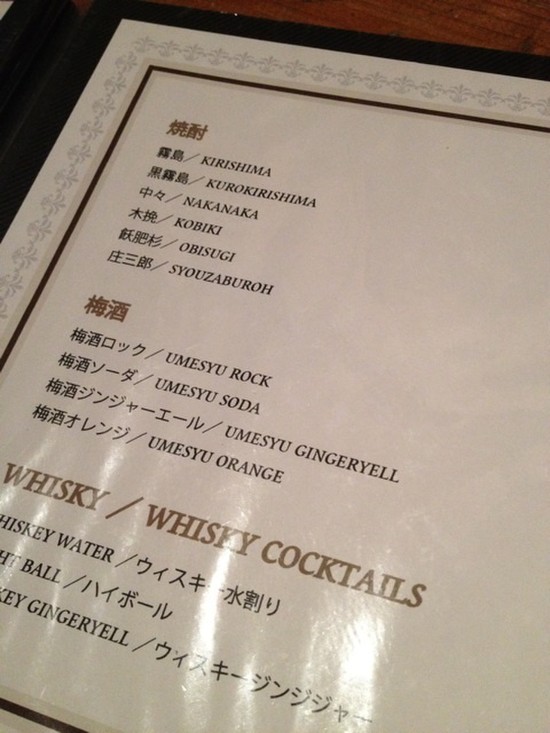 焼酎
霧島／KIRISHIMA
黒霧島／KUROKIRISHIMA
中々／NAKANAKA
木挽／KOBIKI
飫肥杉／OBISUGI
庄三郎／SYOUZABUROH
梅酒
梅酒ロック／UMESYU ROCK
梅酒ソーダ／UMESYU SODA
梅酒ジンジャーエール／UMESYU GINGERYELL
梅酒オレンジ／UMESYU ORANGE
WHISKY／WHISKY COCKTAILS
HISKEY WATER／ウィスキー水割り
HT BALL／ハイボール
KEY GINGERYELL／ウィスキージンジジャー